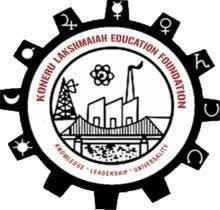 KONERU LAKSHMAIAH EDUCATION FOUNDATION
KNOWLEDGE • LEADERSHIP • UNIVERSALITY